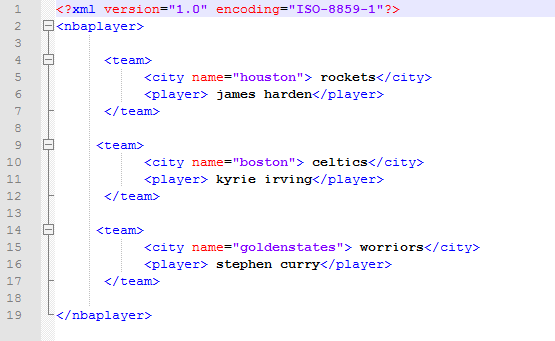 1 <?xml version="1.0" encoding="ISO-8859-1"?>
2 <nbaplayer>
3
4 <team>
5 <city name="houston"> rockets</city>
6 <player> james harden</player>
7 </team>
8
9 <team>
10 <city name="boston"> celtics</city>
11 <player> kyrie irving</player>
12 </team>
13
14 <team>
15 <city name="goldenstates"> worriors</city>
16 <player> stephen curry</player>
17 </team>
18
19 </nbaplayer>